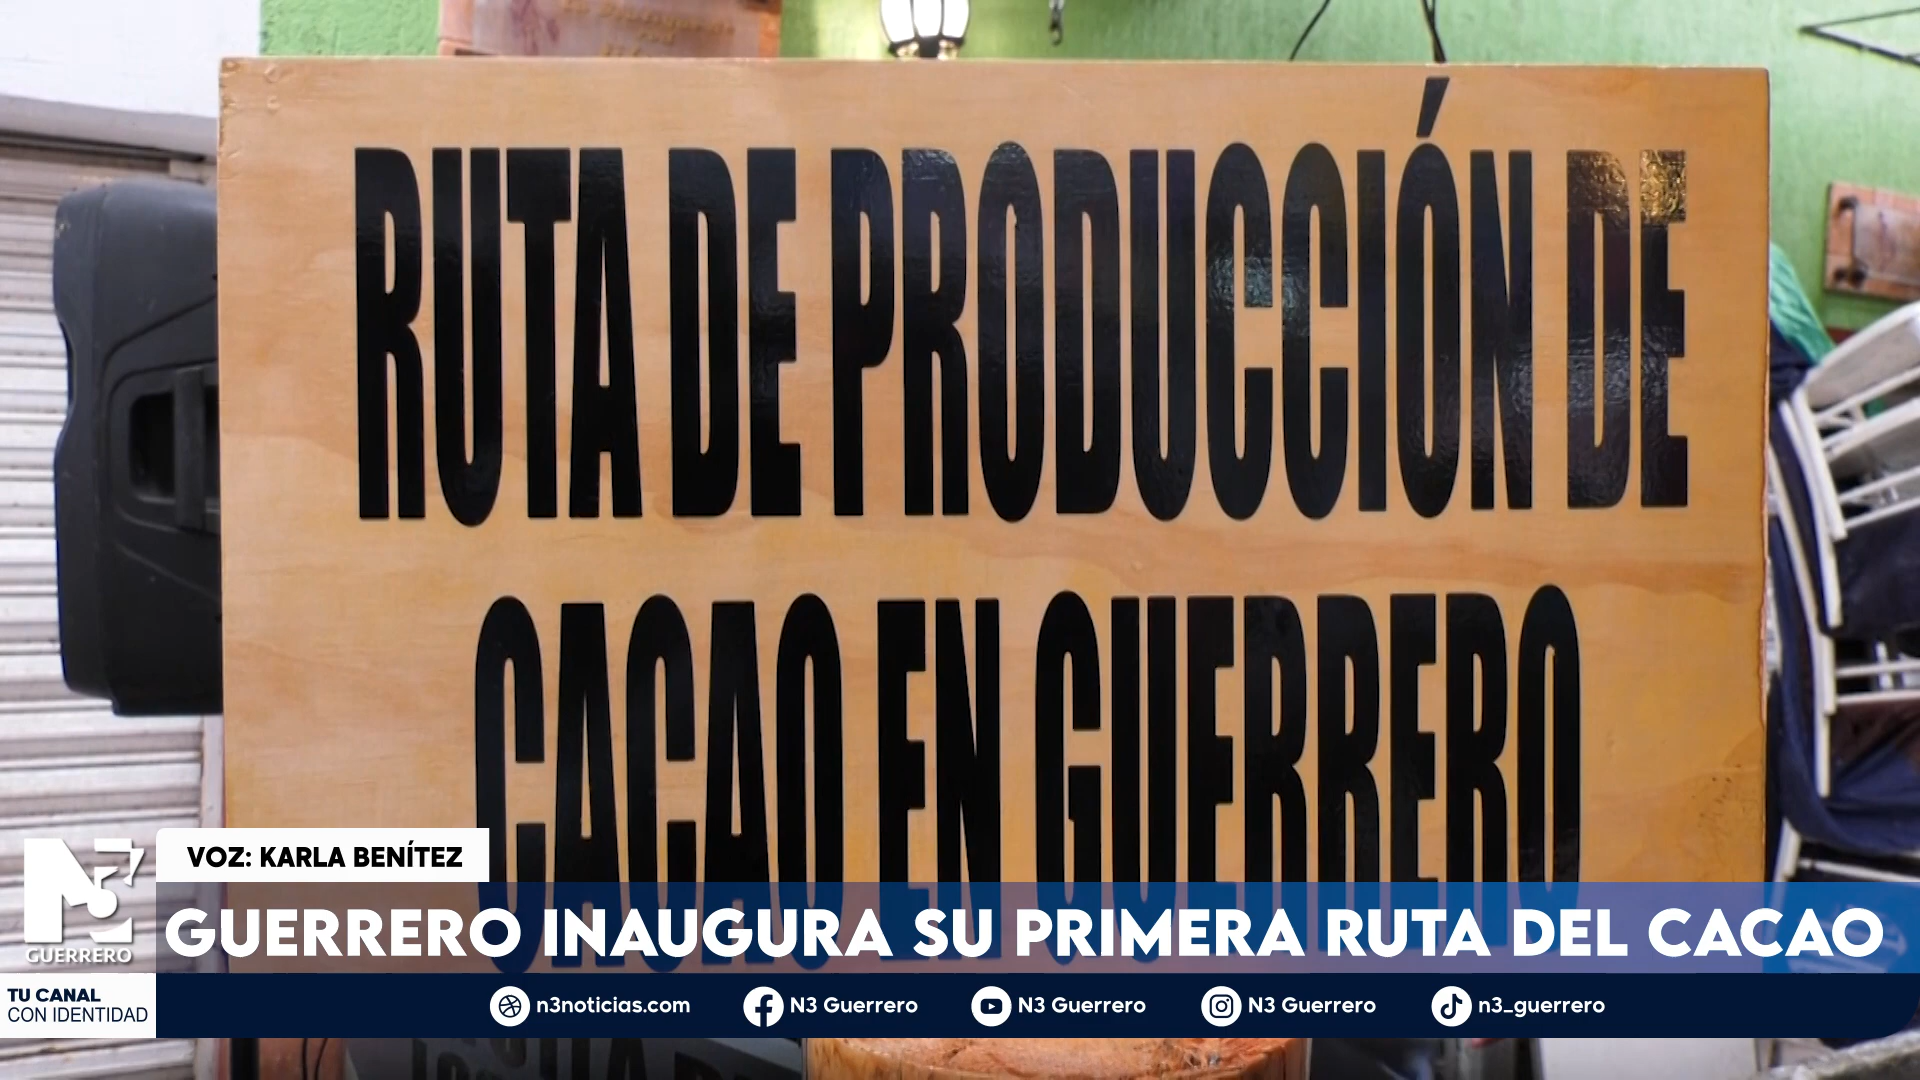 RUTA DE PRODUCCIÓN DE
CACAO EN GUERRERO
VOZ: KARLA BENÍTEZ
N3
GUERRERO
GUERRERO INAUGURA SU PRIMERA RUTA DEL CACAO
TU CANAL
CON IDENTIDAD
n3noticias.com
N3 Guerrero
N3 Guerrero
N3 Guerrero
n3_guerrero